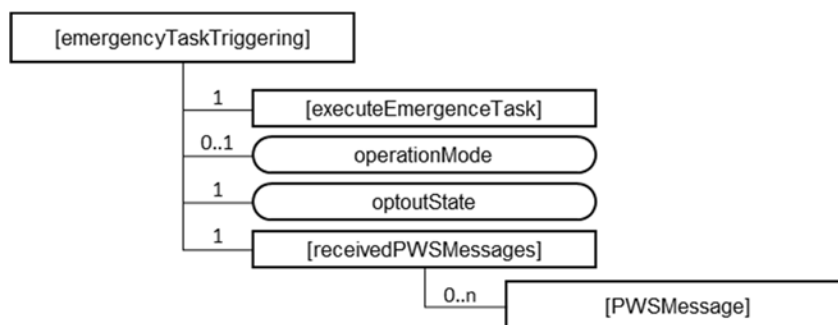 [emergencyTaskTriggering]
1
[executeEmergenceTask]
0..1
operationMode
1
optoutState
1
[receivedPWSMessages]
0..n
[PWSMessage]